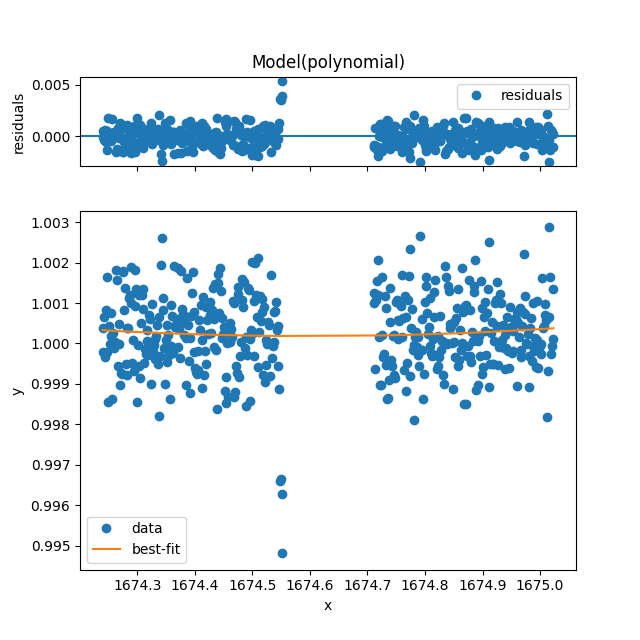 Model(polynomial)
residuals
0.005
0.000
residuals
y
1.003
1.002
1.001
1.000
0.999
0.998
0.997
0.996
0.995
data
best-fit
1674.3 1674.4 1674.5 1674.6 1674.7 1674.8 1674.9 1675.0
x